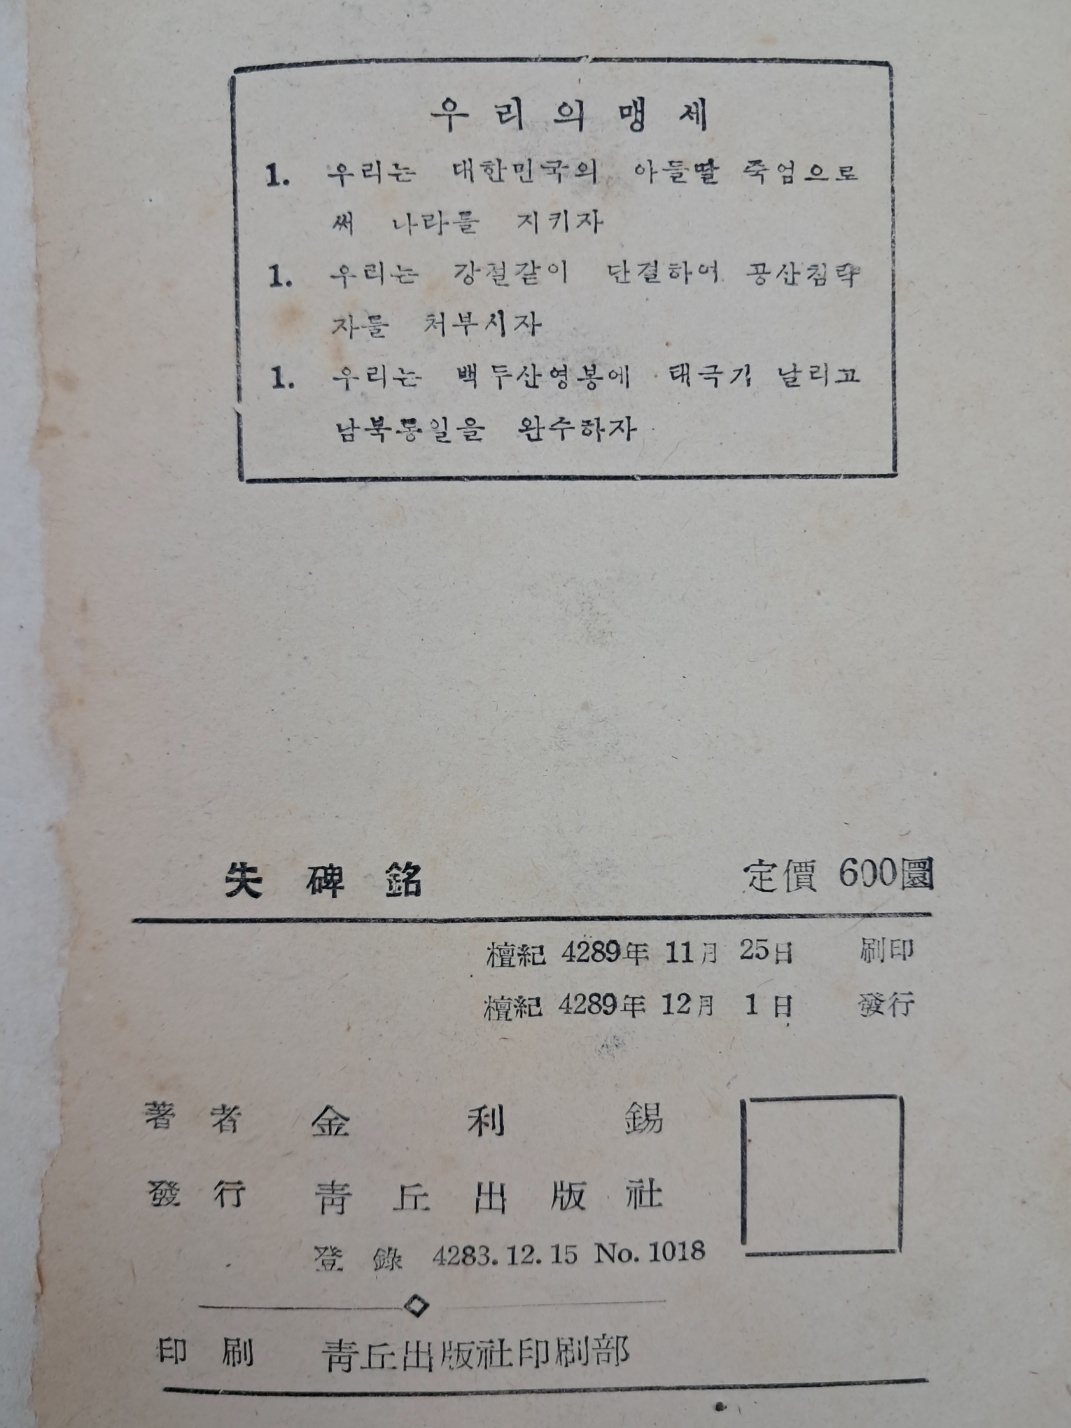 우리의 맹세
1. 우리는 대한민국의 아들딸 죽엄으로
써 나라를 지키자
1. 우리는 강철같이 단결하여 공산침략
자를 처부시자
1. 우리는 백두산영봉에 태극기 날리고
남북통일을 완수하자
失碑銘 定價 600圜
檀紀 4289年 11月 25日 刷印
檀紀 4289年 12月 1日 發行
著者 金利錫
發行 靑丘出版社
登錄 4283.12.15 No.1018
印刷 靑丘出版社印刷部